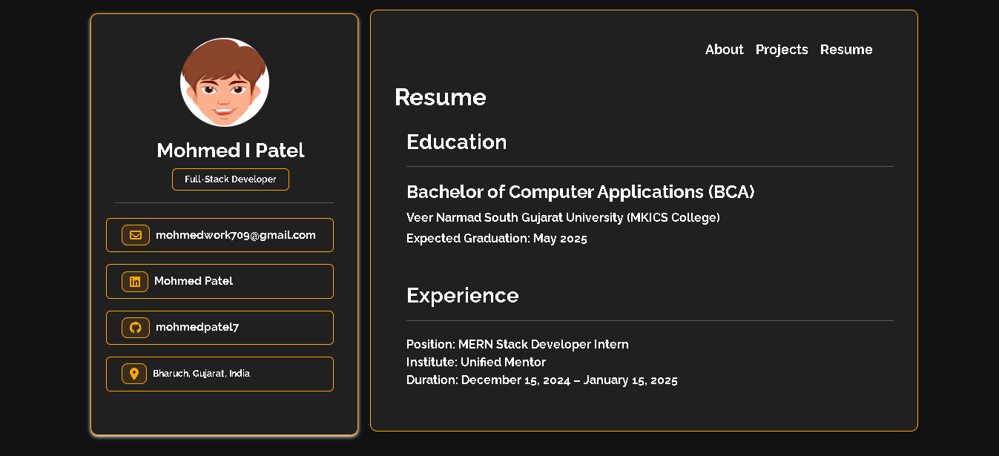 Mohmed I Patel
Full-Stack Developer
mohmedwork709@gmail.com
Mohmed Patel
mohmedpatel7
Bharuch, Gujarat, India
About Projects Resume
Resume
Education
Bachelor of Computer Applications (BCA)
Veer Narmad South Gujarat University (MKICS College)
Expected Graduation: May 2025
Experience
Position: MERN Stack Developer Intern
Institute: Unified Mentor
Duration: December 15, 2024 – January 15, 2025